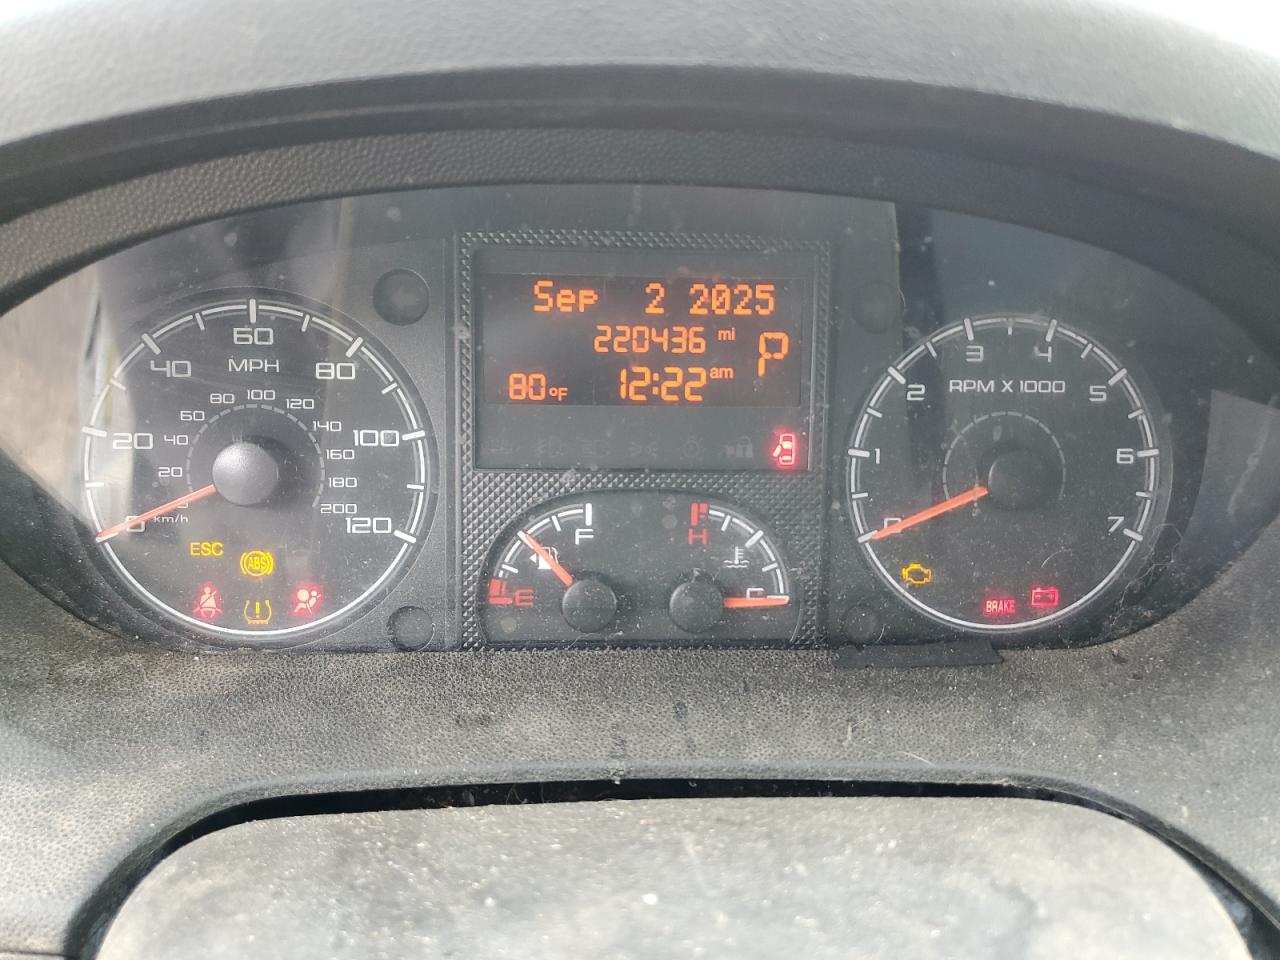 Sep 2 2025
220436 mi
P
80°F 12:22 am
MPH
0 20 40 60 80 100 120
km/h
20 40 60 80 100 120 140 160 180 200
ESC
ABS
E F
H C
RPM X 1000
0 1 2 3 4 5 6 7
BRAKE